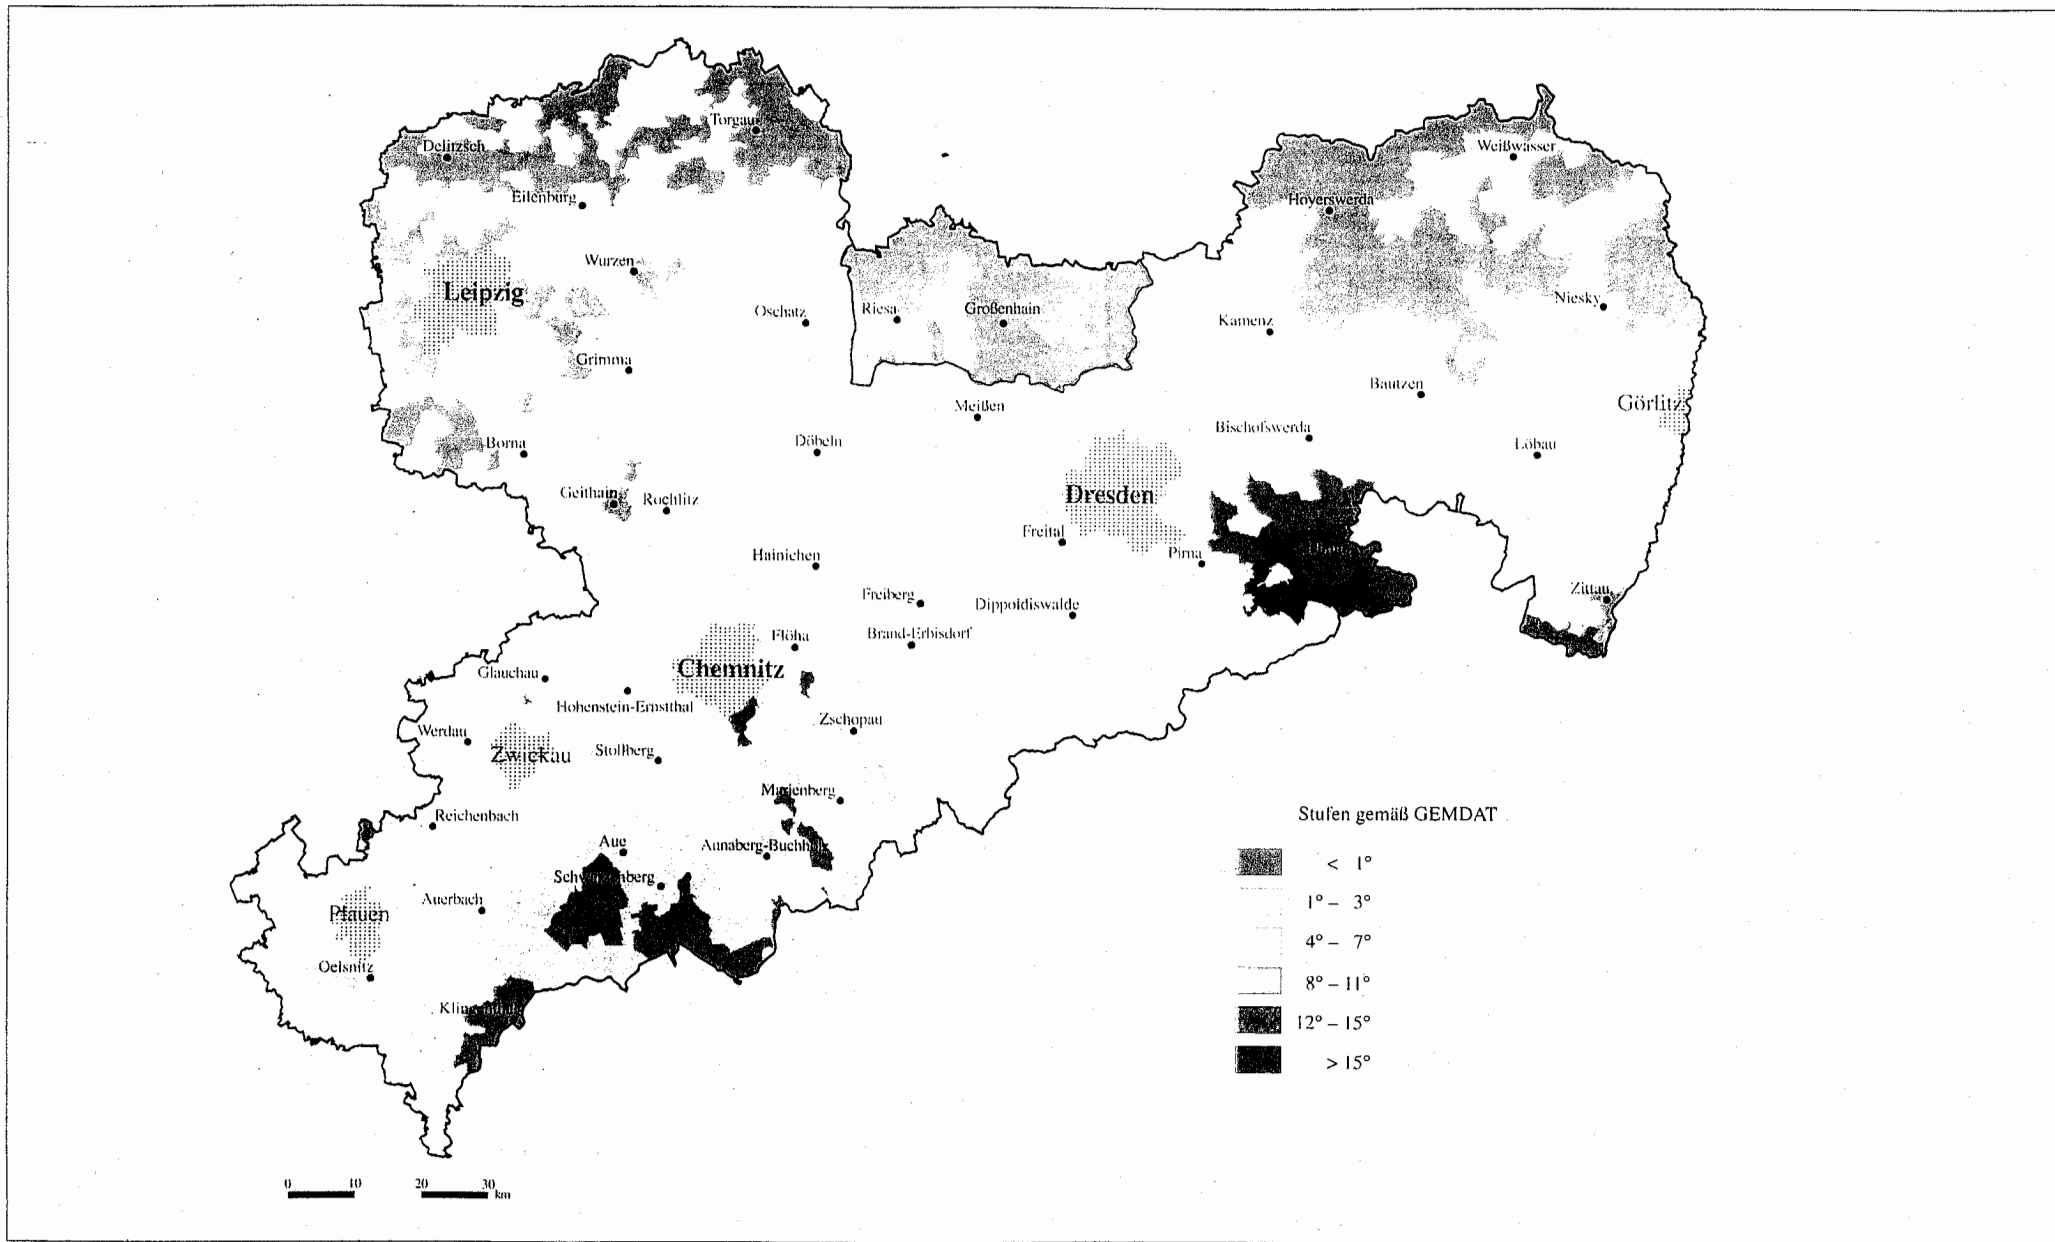 Torgau
Delitzsch
Weißwasser
Eilenburg
Hoyerswerda
Wurzen
Leipzig
Niesky
Oschatz
Riesa
Großenhain
Kamenz
Grimma
Bautzen
Görlitz
Meißen
Bischofswerda
Borna
Döbeln
Löbau
Geithain
Rochlitz
Dresden
Freital
Pirna
Hainichen
Freiberg
Dippoldiswalde
Zittau
Flöha
Brand-Erbisdorf
Chemnitz
Glauchau
Hohenstein-Ernstthal
Zschopau
Werdau
Zwickau
Stollberg
Marienberg
Reichenbach
Aue
Annaberg-Buchholz
Schwarzenberg
Auerbach
Plauen
Oelsnitz
Klingenthal
Stufen gemäß GEMDAT
< 1°
1° – 3°
4° – 7°
8° – 11°
12° – 15°
> 15°
0 10 20 30 km